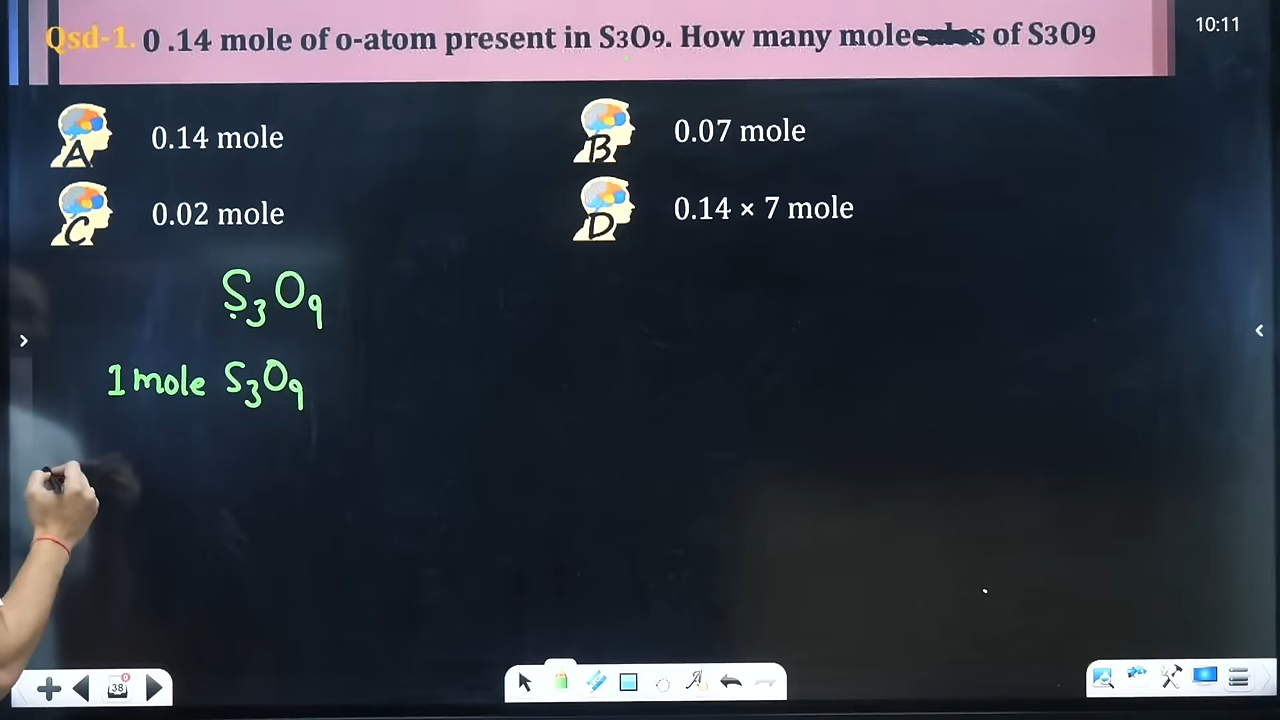 Qsd-1. 0 .14 mole of o-atom present in S3O9. How many moles of S3O9
10:11
A 0.14 mole
B 0.07 mole
C 0.02 mole
D 0.14 × 7 mole
S₃O₉
1 mole S₃O₉
38